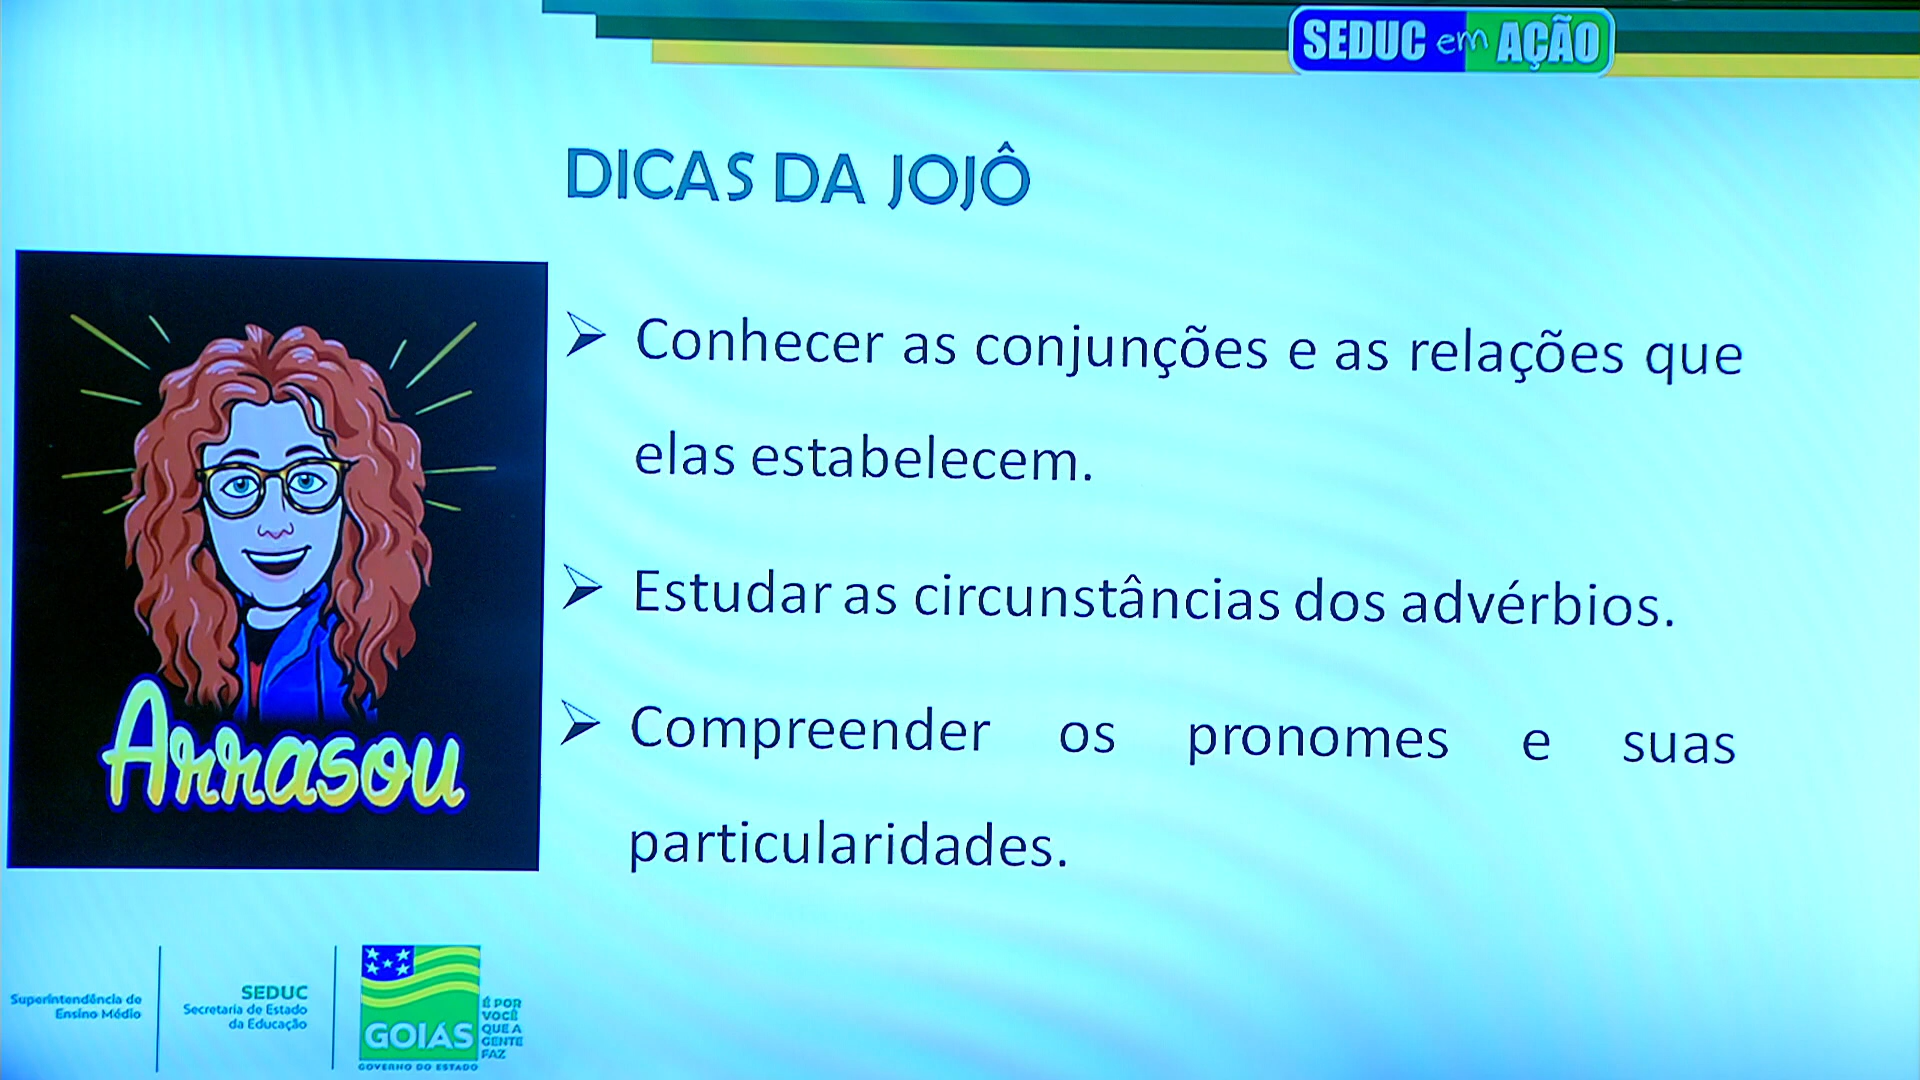 SEDUC em AÇÃO
DICAS DA JOJÔ
➢ Conhecer as conjunções e as relações que
elas estabelecem.
➢ Estudar as circunstâncias dos advérbios.
➢ Compreender os pronomes e suas
particularidades.
Arrasou
Superintendência de
Ensino Médio
SEDUC
Secretaria de Estado
da Educação
GOIÁS
GOVERNO DO ESTADO
É POR
VOCÊ
QUE A
GENTE
FAZ